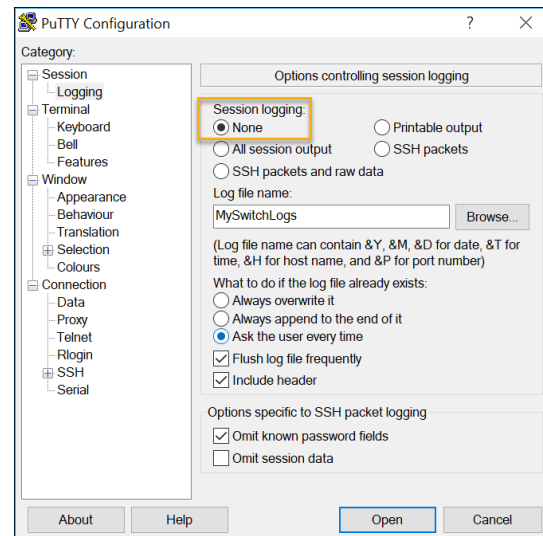 PuTTY Configuration
?
Category:
Session
Logging
Terminal
Keyboard
Bell
Features
Window
Appearance
Behaviour
Translation
Selection
Colours
Connection
Data
Proxy
Telnet
Rlogin
SSH
Serial
Options controlling session logging
Session logging:
None
Printable output
All session output
SSH packets
SSH packets and raw data
Log file name:
MySwitchLogs
Browse...
(Log file name can contain &Y, &M, &D for date, &T for
time, &H for host name, and &P for port number)
What to do if the log file already exists:
Always overwrite it
Always append to the end of it
Ask the user every time
Flush log file frequently
Include header
Options specific to SSH packet logging
Omit known password fields
Omit session data
About
Help
Open
Cancel